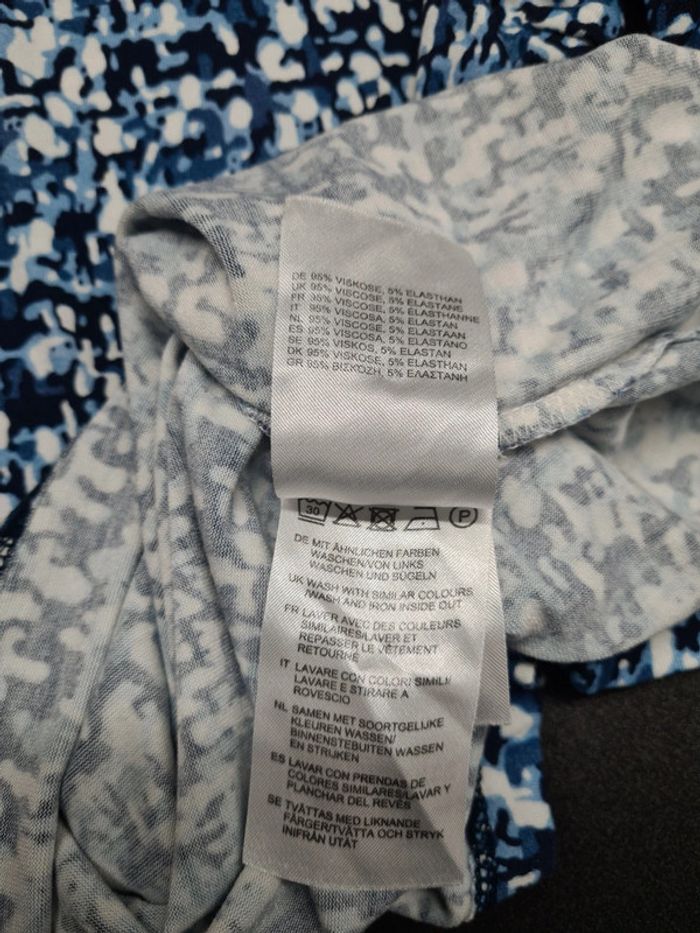 DE 95% VISKOSE, 5% ELASTHAN
UK 95% VISCOSE, 5% ELASTANE
FR 95% VISCOSE, 5% ELASTHANNE
IT 95% VISCOSA, 5% ELASTAN
NL 95% VISCOSE, 5% ELASTAAN
ES 95% VISCOSA, 5% ELASTANO
SE 95% VISKOS, 5% ELASTAN
DK 95% VISKOSE, 5% ELASTHAN
GR 95% ΒΙΣΚΌΖΗ, 5% ΕΛΑΣΤΑΝΗ
30 P
DE MIT ÄHNLICHEN FARBEN
WASCHEN/VON LINKS
WASCHEN UND BÜGELN
UK WASH WITH SIMILAR COLOURS
/WASH AND IRON INSIDE OUT
FR LAVER AVEC DES COULEURS
SIMILAIRES/LAVER ET
REPASSER LE VÊTEMENT
RETOURNÉ
IT LAVARE CON COLORI SIMILI/
LAVARE E STIRARE A
ROVESCIO
NL SAMEN MET SOORTGELIJKE
KLEUREN WASSEN/
BINNENSTEBUITEN WASSEN
EN STRIJKEN
ES LAVAR CON PRENDAS DE
COLORES SIMILARES/LAVAR Y
PLANCHAR DEL REVÉS
SE TVÄTTAS MED LIKNANDE
FÄRGER/TVÄTTA OCH STRYK
INIFRÅN UTÅT